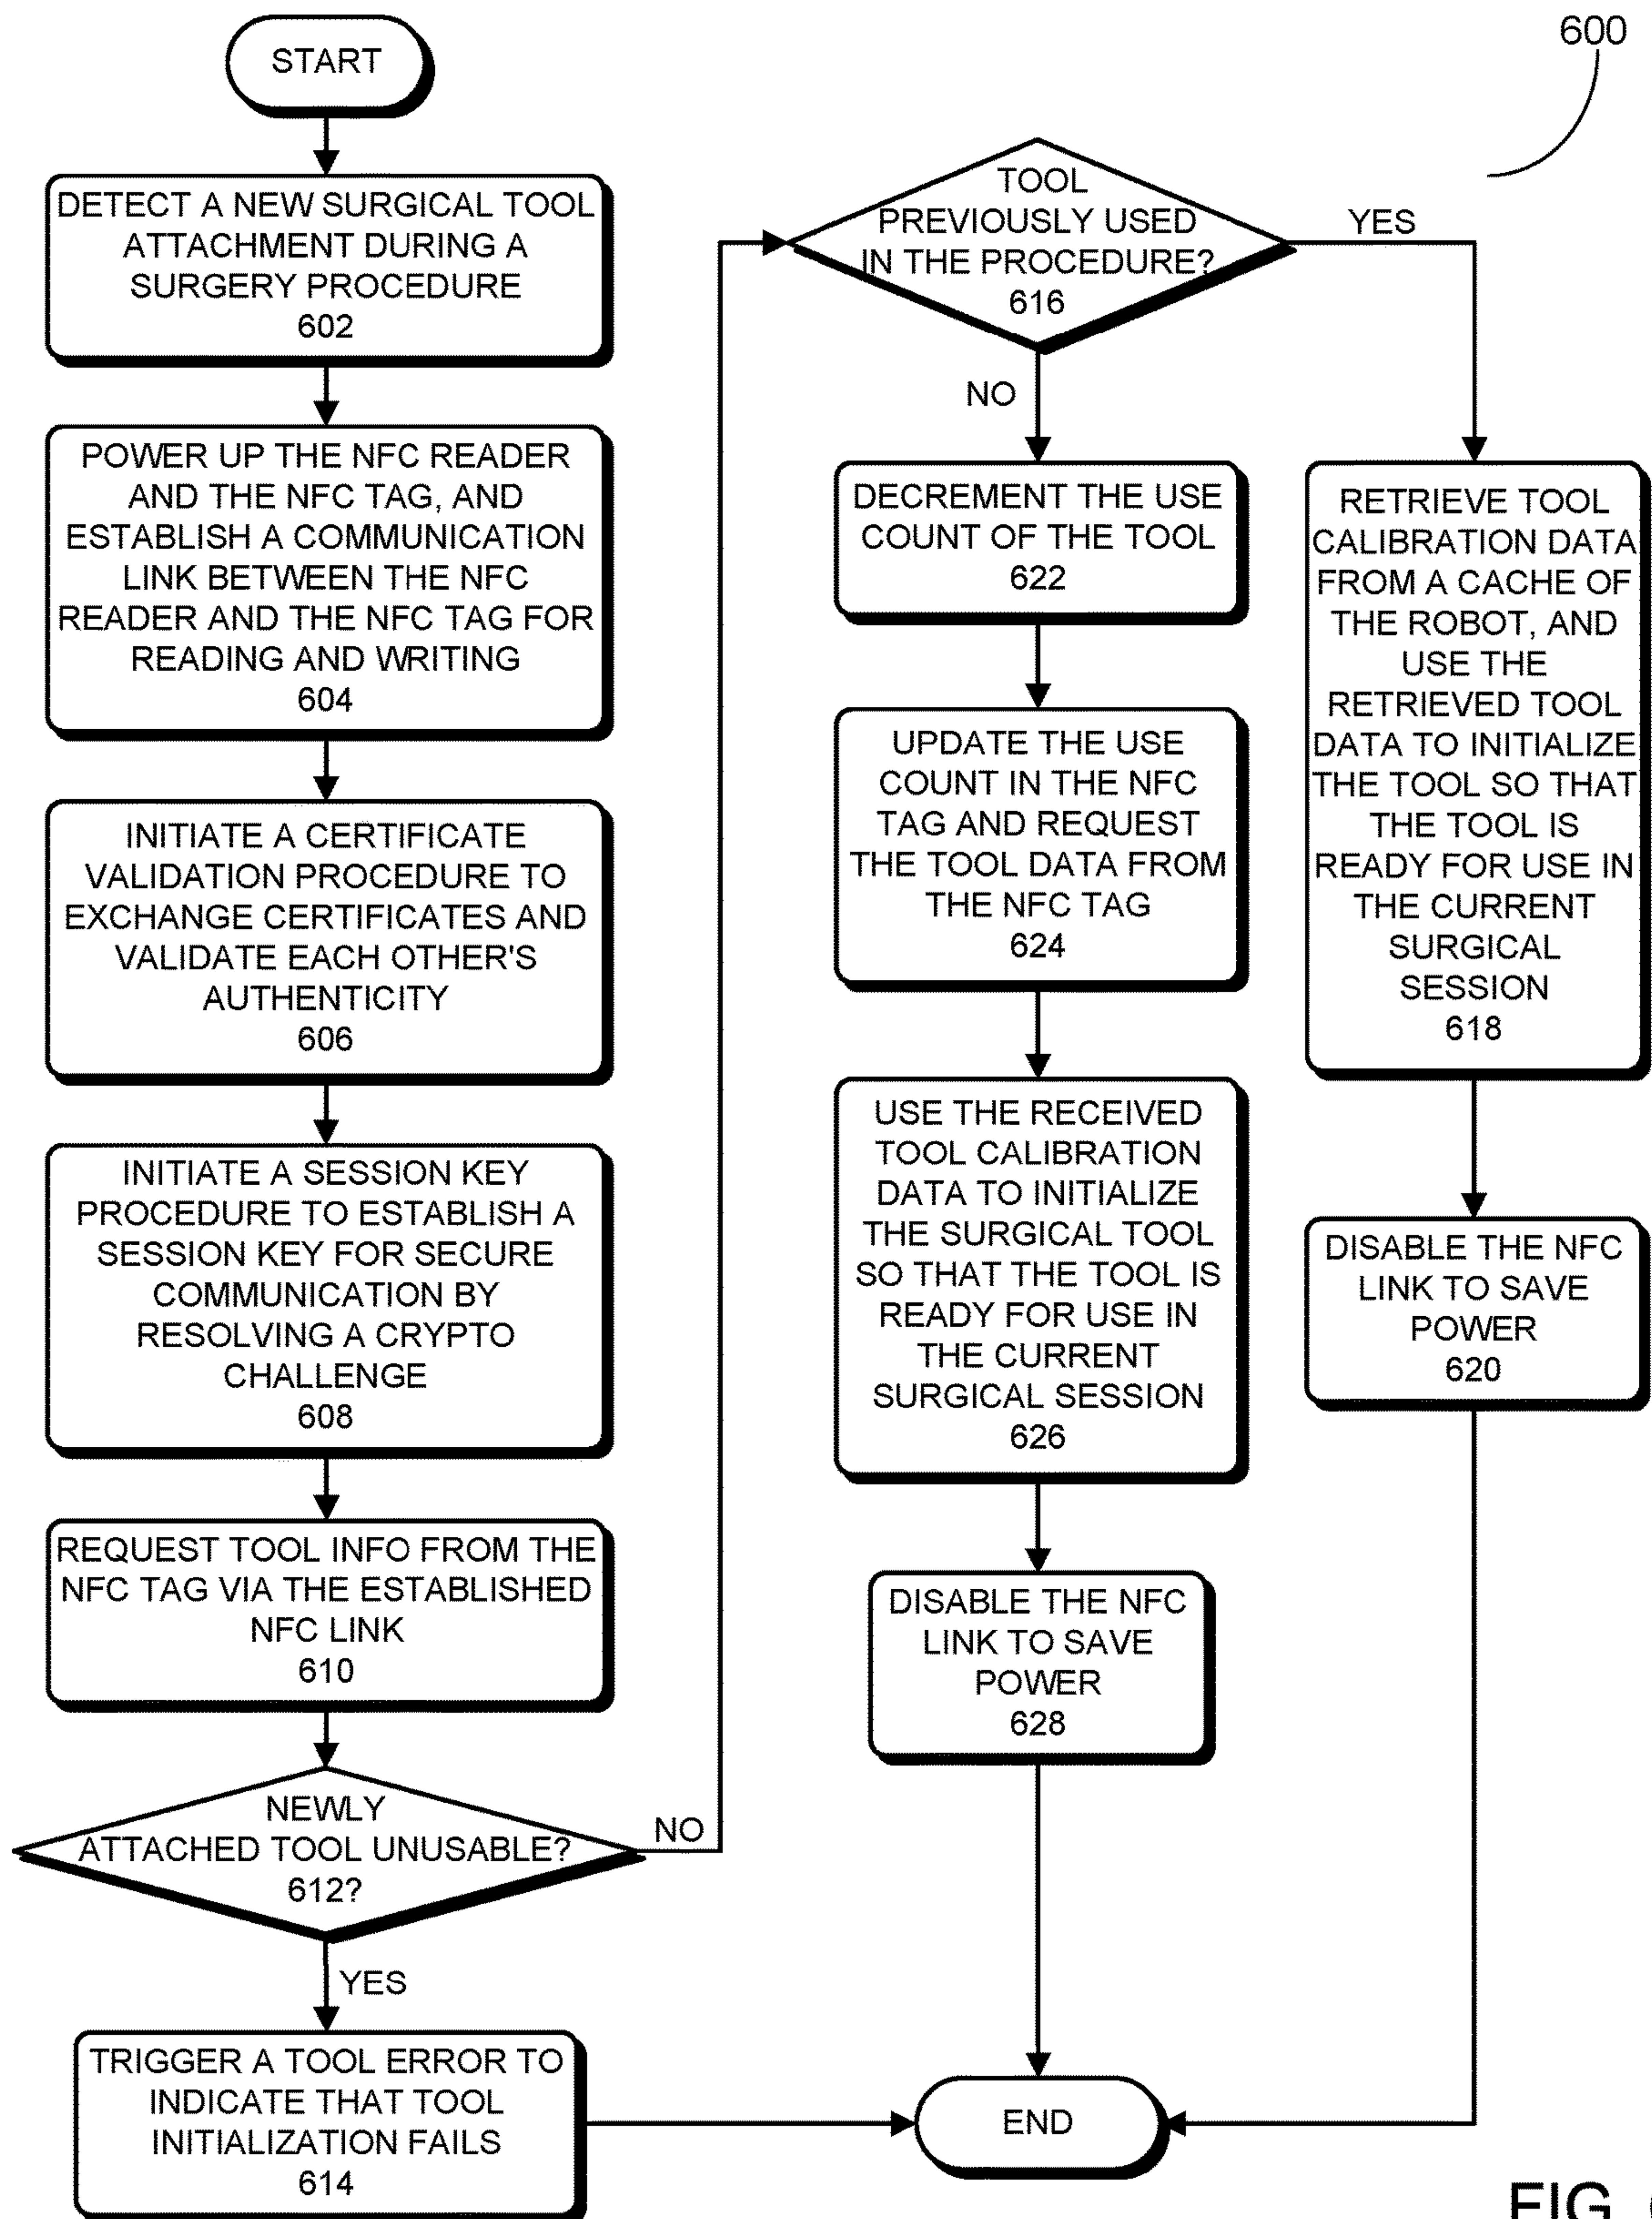 START
DETECT A NEW SURGICAL TOOL
ATTACHMENT DURING A
SURGERY PROCEDURE
602
POWER UP THE NFC READER
AND THE NFC TAG, AND
ESTABLISH A COMMUNICATION
LINK BETWEEN THE NFC
READER AND THE NFC TAG FOR
READING AND WRITING
604
INITIATE A CERTIFICATE
VALIDATION PROCEDURE TO
EXCHANGE CERTIFICATES AND
VALIDATE EACH OTHER'S
AUTHENTICITY
606
INITIATE A SESSION KEY
PROCEDURE TO ESTABLISH A
SESSION KEY FOR SECURE
COMMUNICATION BY
RESOLVING A CRYPTO
CHALLENGE
608
REQUEST TOOL INFO FROM THE
NFC TAG VIA THE ESTABLISHED
NFC LINK
610
NEWLY
ATTACHED TOOL UNUSABLE?
612?
NO
YES
TRIGGER A TOOL ERROR TO
INDICATE THAT TOOL
INITIALIZATION FAILS
614
600
TOOL
PREVIOUSLY USED
IN THE PROCEDURE?
616
YES
NO
DECREMENT THE USE
COUNT OF THE TOOL
622
UPDATE THE USE
COUNT IN THE NFC
TAG AND REQUEST
THE TOOL DATA FROM
THE NFC TAG
624
USE THE RECEIVED
TOOL CALIBRATION
DATA TO INITIALIZE
THE SURGICAL TOOL
SO THAT THE TOOL IS
READY FOR USE IN
THE CURRENT
SURGICAL SESSION
626
DISABLE THE NFC
LINK TO SAVE
POWER
628
RETRIEVE TOOL
CALIBRATION DATA
FROM A CACHE OF
THE ROBOT, AND
USE THE
RETRIEVED TOOL
DATA TO INITIALIZE
THE TOOL SO THAT
THE TOOL IS
READY FOR USE IN
THE CURRENT
SURGICAL
SESSION
618
DISABLE THE NFC
LINK TO SAVE
POWER
620
END
FIG.